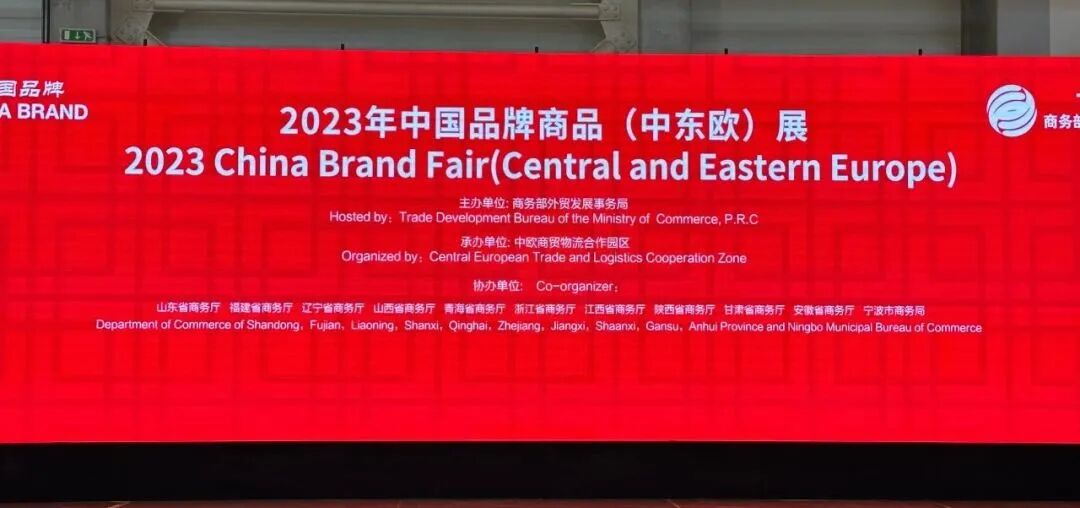 国品牌
A BRAND
商务部
2023年中国品牌商品（中东欧）展
2023 China Brand Fair(Central and Eastern Europe)
主办单位: 商务部外贸发展事务局
Hosted by: Trade Development Bureau of the Ministry of Commerce, P.R.C
承办单位: 中欧商贸物流合作园区
Organized by: Central European Trade and Logistics Cooperation Zone
协办单位: Co-organizer:
山东省商务厅 福建省商务厅 辽宁省商务厅 山西省商务厅 青海省商务厅 浙江省商务厅 江西省商务厅 陕西省商务厅 甘肃省商务厅 安徽省商务厅 宁波市商务局
Department of Commerce of Shandong, Fujian, Liaoning, Shanxi, Qinghai, Zhejiang, Jiangxi, Shaanxi, Gansu, Anhui Province and Ningbo Municipal Bureau of Commerce